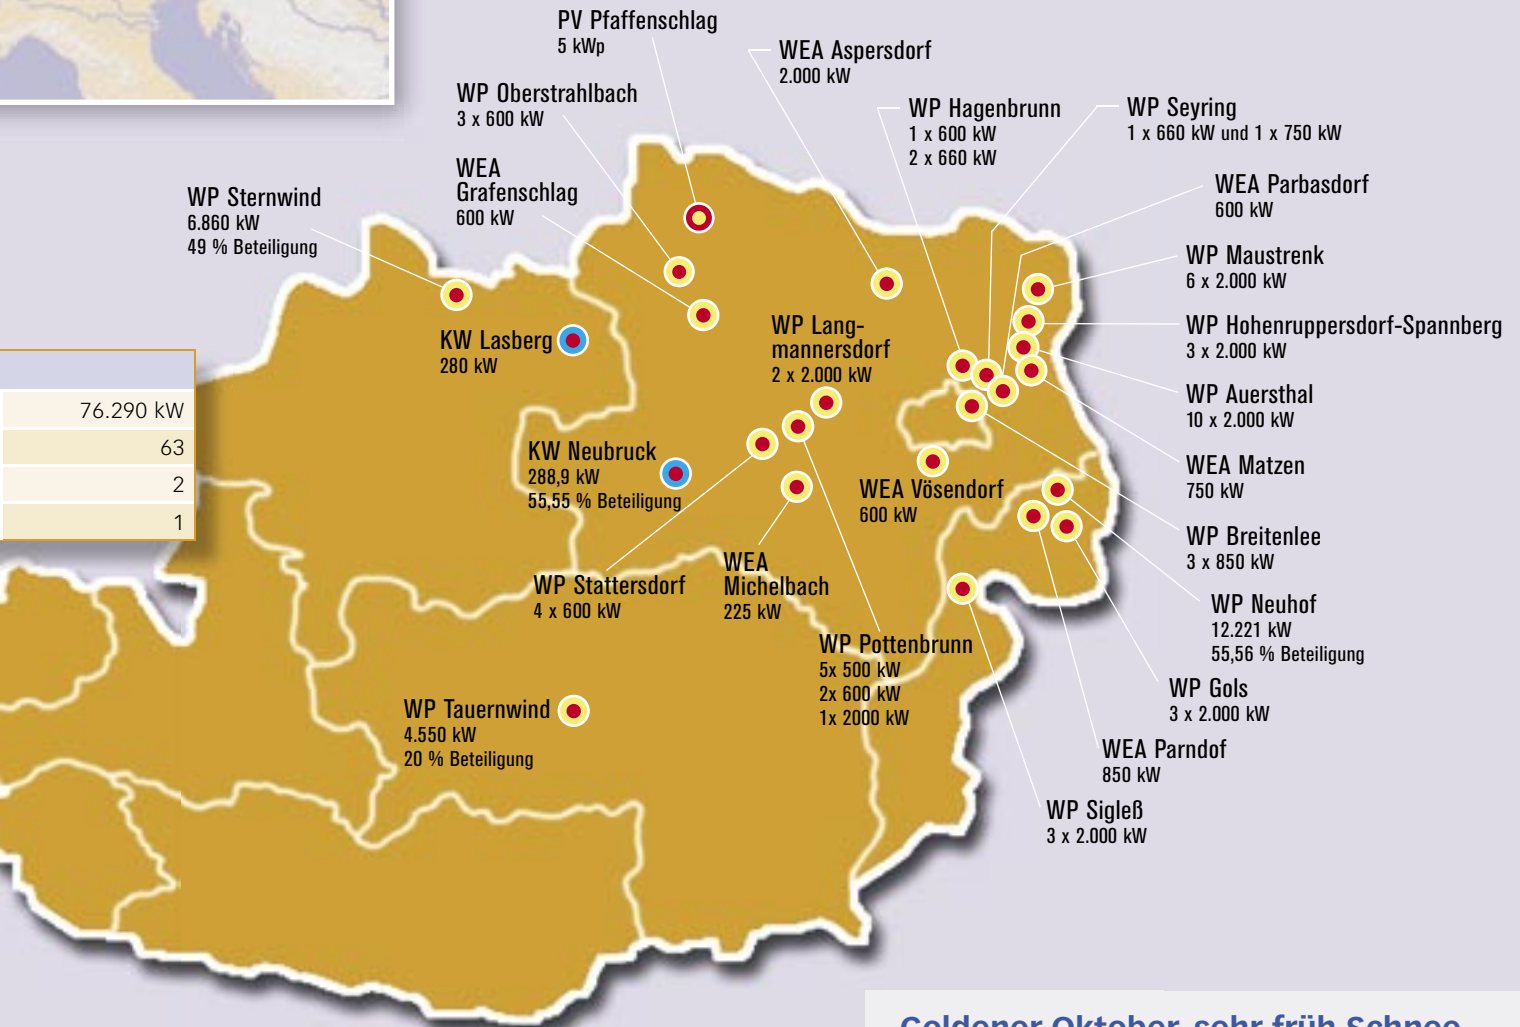 PV Pfaffenschlag
5 kWp
WEA Aspersdorf
2.000 kW
WP Oberstrahlbach
3 x 600 kW
WP Hagenbrunn
1 x 600 kW
2 x 660 kW
WP Seyring
1 x 660 kW und 1 x 750 kW
WEA
Grafenschlag
600 kW
WEA Parbasdorf
600 kW
WP Sternwind
6.860 kW
49 % Beteiligung
WP Maustrenk
6 x 2.000 kW
WP Hohenruppersdorf-Spannberg
3 x 2.000 kW
KW Lasberg
280 kW
WP Lang-
mannersdorf
2 x 2.000 kW
WP Auersthal
10 x 2.000 kW
76.290 kW
63
2
1
KW Neubruck
288,9 kW
55,55 % Beteiligung
WEA Matzen
750 kW
WEA Vösendorf
600 kW
WP Breitenlee
3 x 850 kW
WP Stattersdorf
4 x 600 kW
WEA
Michelbach
225 kW
WP Neuhof
12.221 kW
55,56 % Beteiligung
WP Pottenbrunn
5x 500 kW
2x 600 kW
1x 2000 kW
WP Gols
3 x 2.000 kW
WP Tauernwind
4.550 kW
20 % Beteiligung
WEA Parndof
850 kW
WP Sigleß
3 x 2.000 kW
Goldener Oktober, sehr früh Schnee